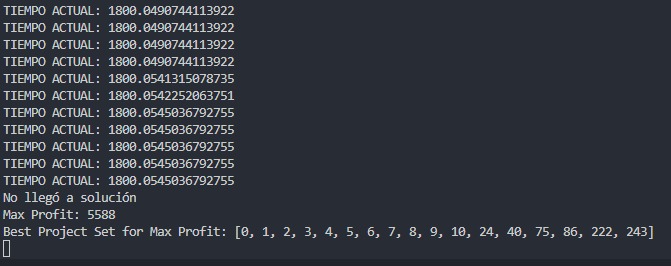 TIEMPO ACTUAL: 1800.0490744113922
TIEMPO ACTUAL: 1800.0490744113922
TIEMPO ACTUAL: 1800.0490744113922
TIEMPO ACTUAL: 1800.0490744113922
TIEMPO ACTUAL: 1800.0541315078735
TIEMPO ACTUAL: 1800.0542252063751
TIEMPO ACTUAL: 1800.0545036792755
TIEMPO ACTUAL: 1800.0545036792755
TIEMPO ACTUAL: 1800.0545036792755
TIEMPO ACTUAL: 1800.0545036792755
TIEMPO ACTUAL: 1800.0545036792755
No llegó a solución
Max Profit: 5588
Best Project Set for Max Profit: [0, 1, 2, 3, 4, 5, 6, 7, 8, 9, 10, 24, 40, 75, 86, 222, 243]